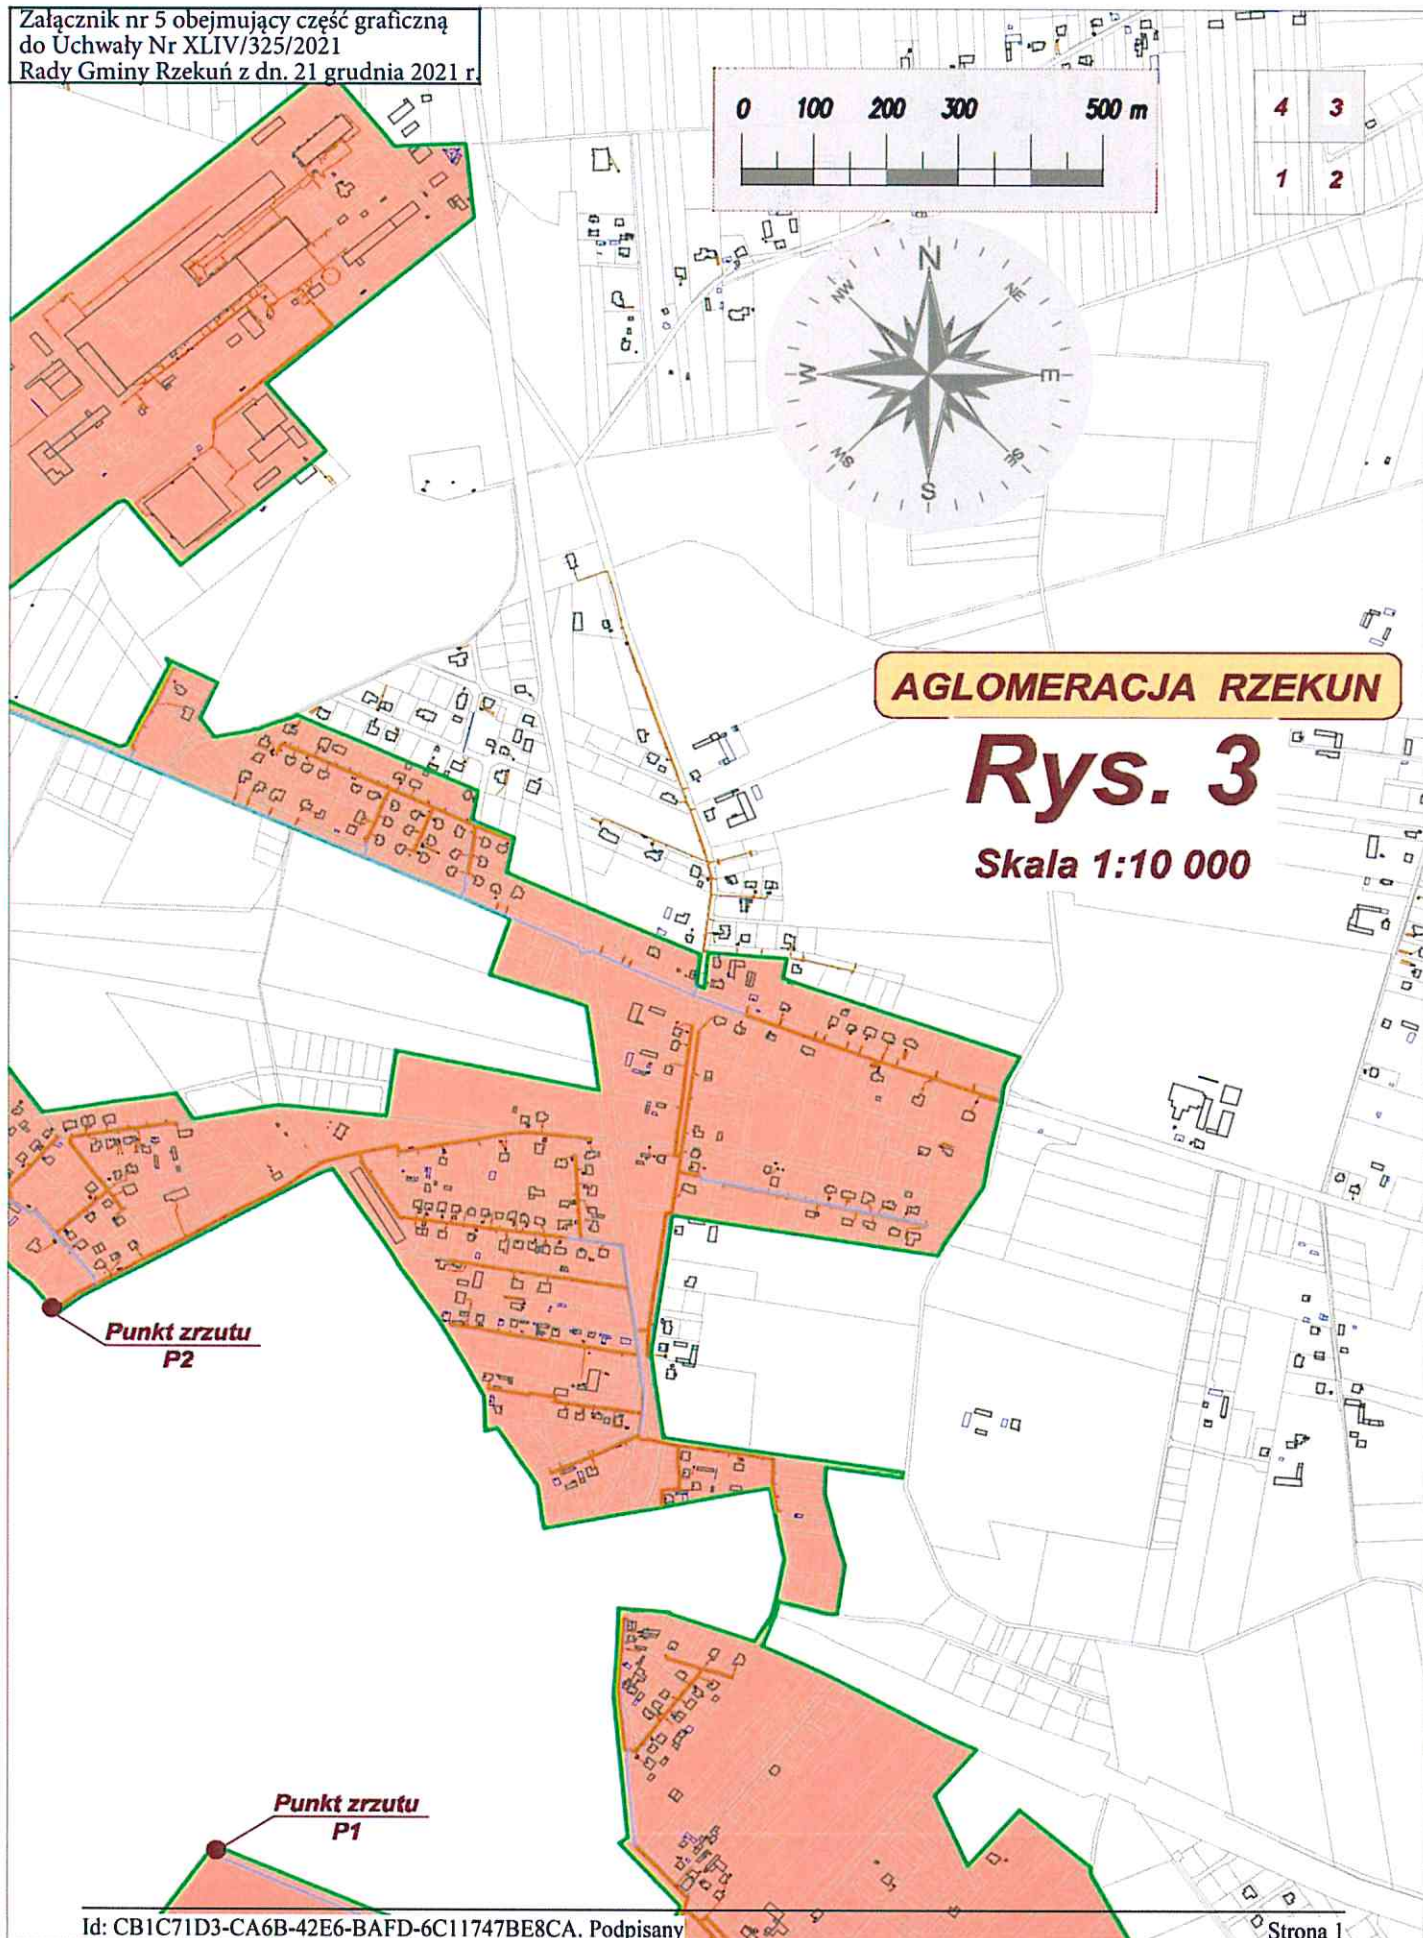 Załącznik nr 5 obejmujący część graficzną
do Uchwały Nr XLIV/325/2021
Rady Gminy Rzekuń z dn. 21 grudnia 2021 r.
0 100 200 300 500 m
4 3
1 2
N
NW NE
W E
SW SE
S
AGLOMERACJA RZEKUN
Rys. 3
Skala 1:10 000
Punkt zrzutu
P2
Punkt zrzutu
P1
Id: CB1C71D3-CA6B-42E6-BAFD-6C11747BE8CA. Podpisany
Strona 1